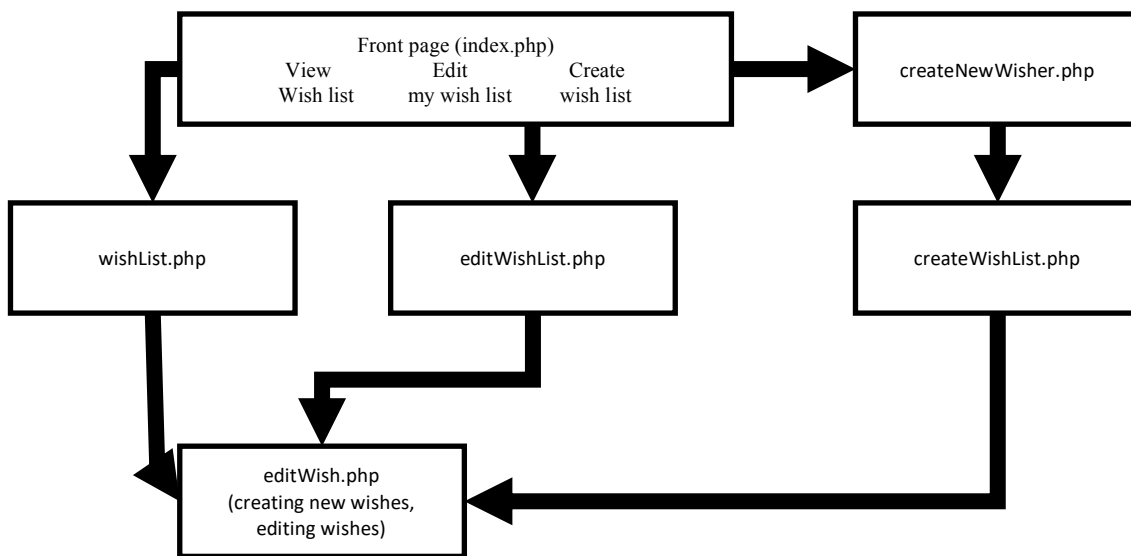 Front page (index.php)
View Edit Create
Wish list my wish list wish list
createNewWisher.php
wishList.php
editWishList.php
createWishList.php
editWish.php
(creating new wishes,
editing wishes)